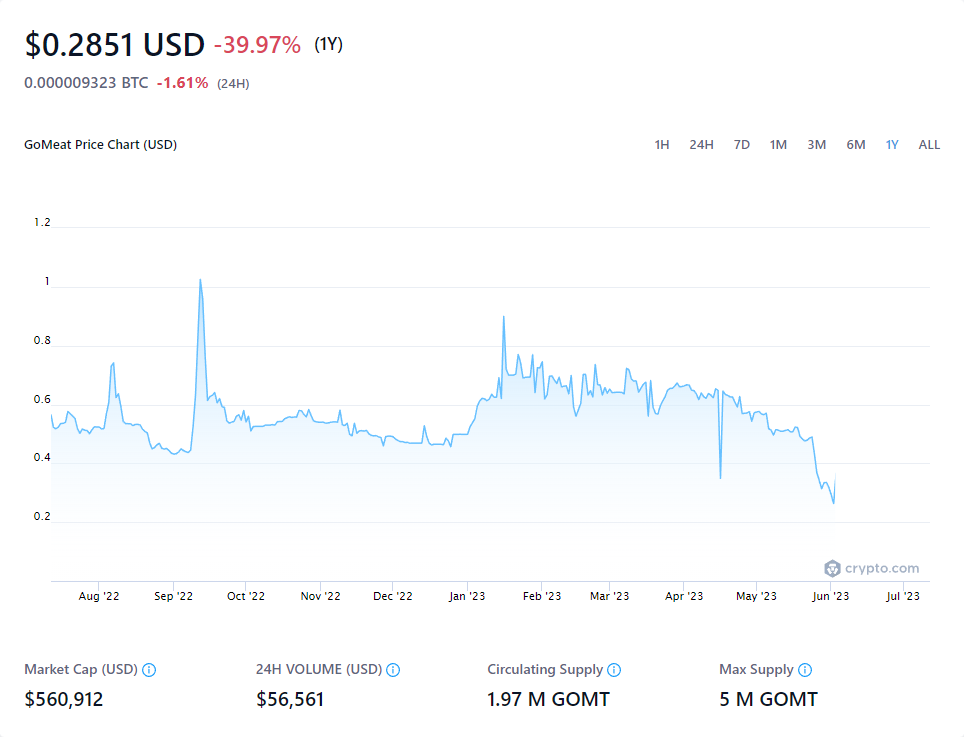 $0.2851 USD -39.97% (1Y)
0.000009323 BTC -1.61% (24H)
GoMeat Price Chart (USD) 1H 24H 7D 1M 3M 6M 1Y ALL
1.2
1
0.8
0.6
0.4
0.2
crypto.com
Aug '22 Sep '22 Oct '22 Nov '22 Dec '22 Jan '23 Feb '23 Mar '23 Apr '23 May '23 Jun '23 Jul '23
Market Cap (USD) 24H VOLUME (USD) Circulating Supply Max Supply
$560,912 $56,561 1.97 M GOMT 5 M GOMT